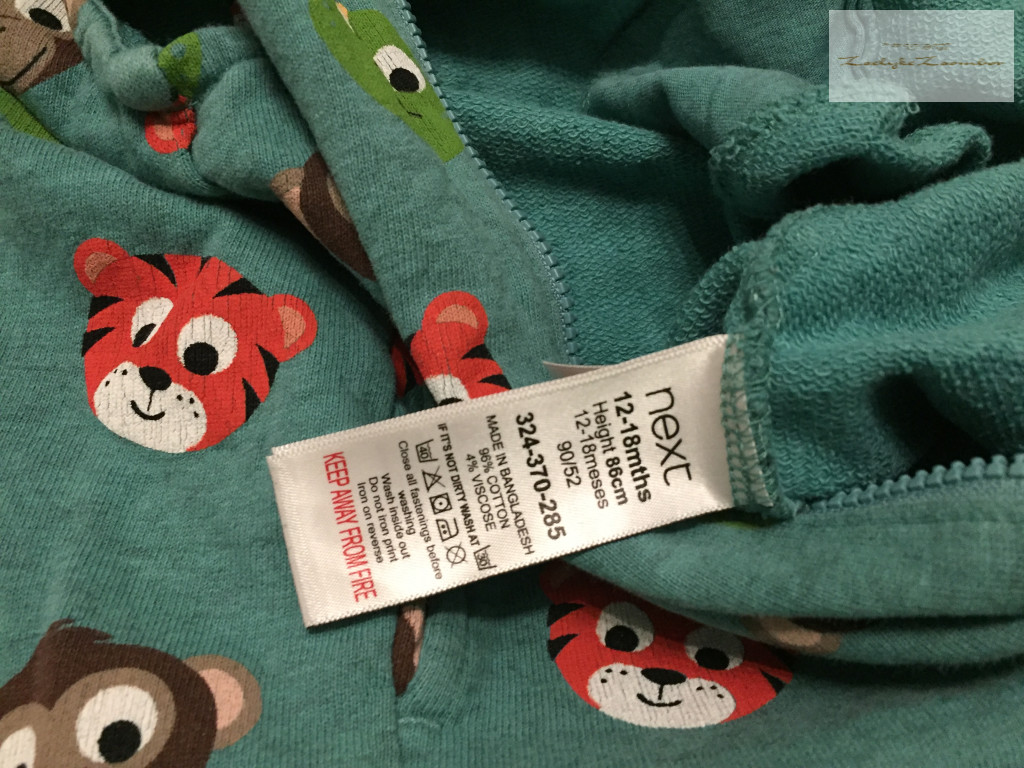 next
12-18mths
Height 86cm
12-18meses
90/52
324-370-285
MADE IN BANGLADESH
96% COTTON
4% VISCOSE
IF IT'S NOT DIRTY WASH AT 30
40
Close all fastenings before
washing
Wash inside out
Do not iron print
Iron on reverse
KEEP AWAY FROM FIRE